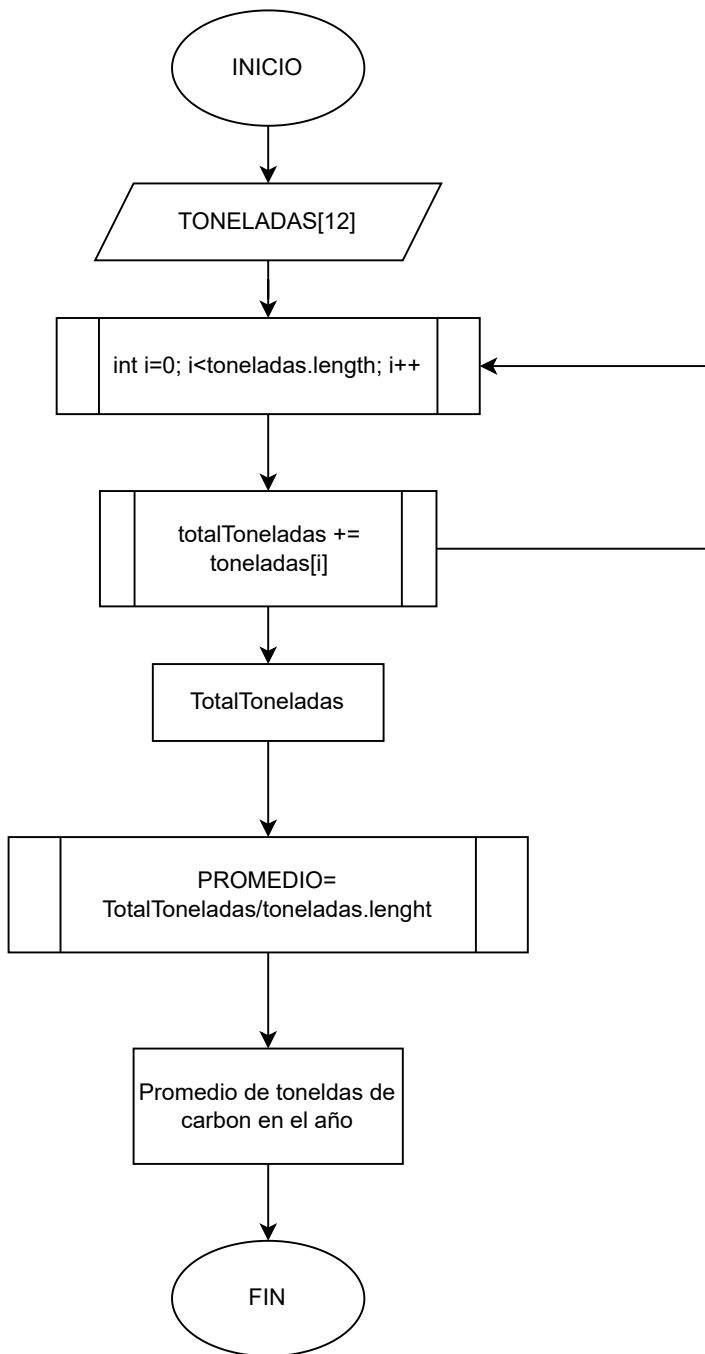 INICIO
TONELADAS[12]
int i=0; i<toneladas.length; i++
totalToneladas +=
toneladas[i]
TotalToneladas
PROMEDIO=
TotalToneladas/toneladas.lenght
Promedio de toneldas de
carbon en el año
FIN